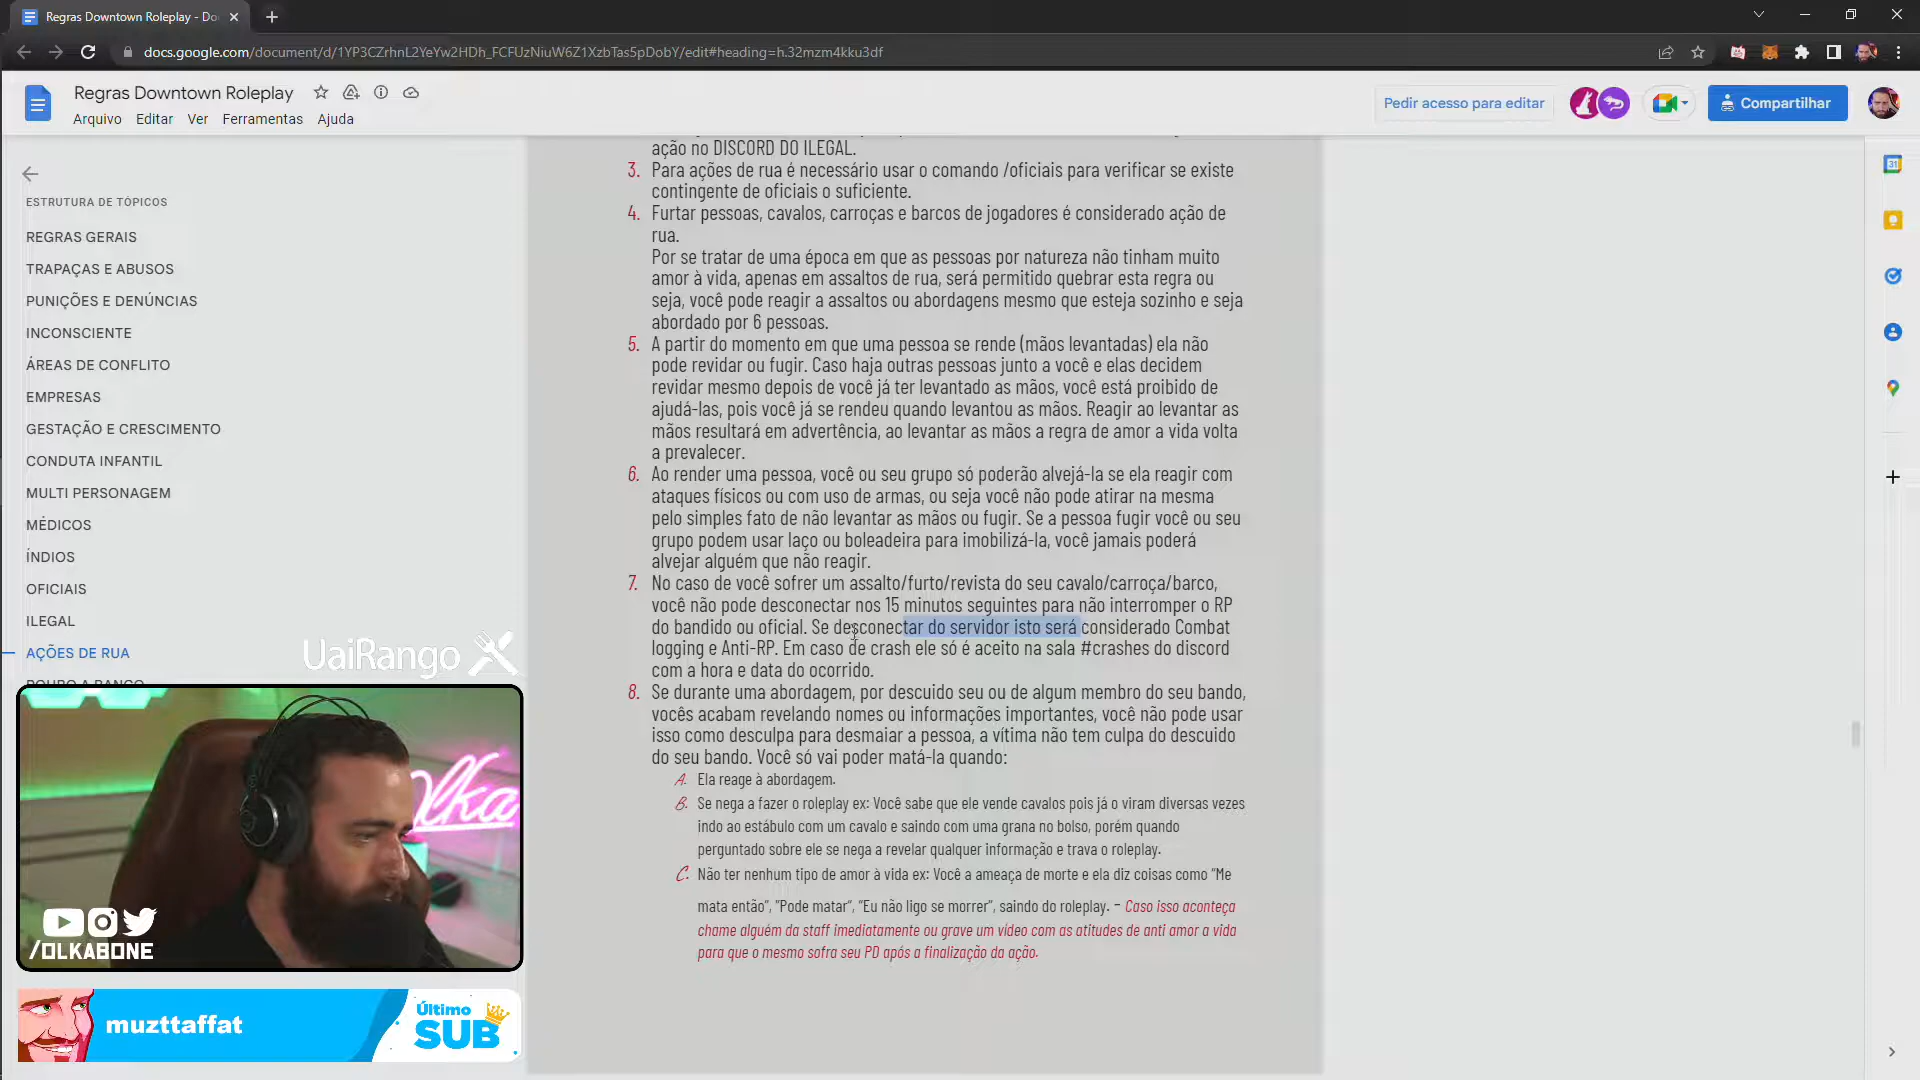 Regras Downtown Roleplay - Do
docs.google.com/document/d/1YP3CZrhnL2YeYw2HDh_FCFUzNiuW6Z1XzbTas5pDobY/edit#heading=h.32mzm4kku3df
Regras Downtown Roleplay
Arquivo Editar Ver Ferramentas Ajuda
Pedir acesso para editar
Compartilhar
ESTRUTURA DE TÓPICOS
REGRAS GERAIS
TRAPAÇAS E ABUSOS
PUNIÇÕES E DENÚNCIAS
INCONSCIENTE
ÁREAS DE CONFLITO
EMPRESAS
GESTAÇÃO E CRESCIMENTO
CONDUTA INFANTIL
MULTI PERSONAGEM
MÉDICOS
ÍNDIOS
OFICIAIS
ILEGAL
AÇÕES DE RUA
ROUBO A BANCO
ação no DISCORD DO ILEGAL.
3. Para ações de rua é necessário usar o comando /oficiais para verificar se existe
contingente de oficiais o suficiente.
4. Furtar pessoas, cavalos, carroças e barcos de jogadores é considerado ação de
rua.
Por se tratar de uma época em que as pessoas por natureza não tinham muito
amor à vida, apenas em assaltos de rua, será permitido quebrar esta regra ou
seja, você pode reagir a assaltos ou abordagens mesmo que esteja sozinho e seja
abordado por 6 pessoas.
5. A partir do momento em que uma pessoa se rende (mãos levantadas) ela não
pode revidar ou fugir. Caso haja outras pessoas junto a você e elas decidem
revidar mesmo depois de você já ter levantado as mãos, você está proibido de
ajudá-las, pois você já se rendeu quando levantou as mãos. Reagir ao levantar as
mãos resultará em advertência, ao levantar as mãos a regra de amor a vida volta
a prevalecer.
6. Ao render uma pessoa, você ou seu grupo só poderão alvejá-la se ela reagir com
ataques físicos ou com uso de armas, ou seja você não pode atirar na mesma
pelo simples fato de não levantar as mãos ou fugir. Se a pessoa fugir você ou seu
grupo podem usar laço ou boleadeira para imobilizá-la, você jamais poderá
alvejar alguém que não reagir.
7. No caso de você sofrer um assalto/furto/revista do seu cavalo/carroça/barco,
você não pode desconectar nos 15 minutos seguintes para não interromper o RP
do bandido ou oficial. Se desconectar do servidor isto será considerado Combat
logging e Anti-RP. Em caso de crash ele só é aceito na sala #crashes do discord
com a hora e data do ocorrido.
8. Se durante uma abordagem, por descuido seu ou de algum membro do seu bando,
vocês acabam revelando nomes ou informações importantes, você não pode usar
isso como desculpa para desmaiar a pessoa, a vítima não tem culpa do descuido
do seu bando. Você só vai poder matá-la quando:
A. Ela reage à abordagem.
B. Se nega a fazer o roleplay ex: Você sabe que ele vende cavalos pois já o viram diversas vezes
indo ao estábulo com um cavalo e saindo com uma grana no bolso, porém quando
perguntado sobre ele se nega a revelar qualquer informação e trava o roleplay.
C. Não ter nenhum tipo de amor à vida ex: Você a ameaça de morte e ela diz coisas como “Me
mata então”, “Pode matar”, “Eu não ligo se morrer”, saindo do roleplay. - Caso isso aconteça
chame alguém da staff imediatamente ou grave um vídeo com as atitudes de anti amor a vida
para que o mesmo sofra seu PD após a finalização da ação.
UaiRango
Olka
/OLKABONE
muzttaffat
Último
SUB
31